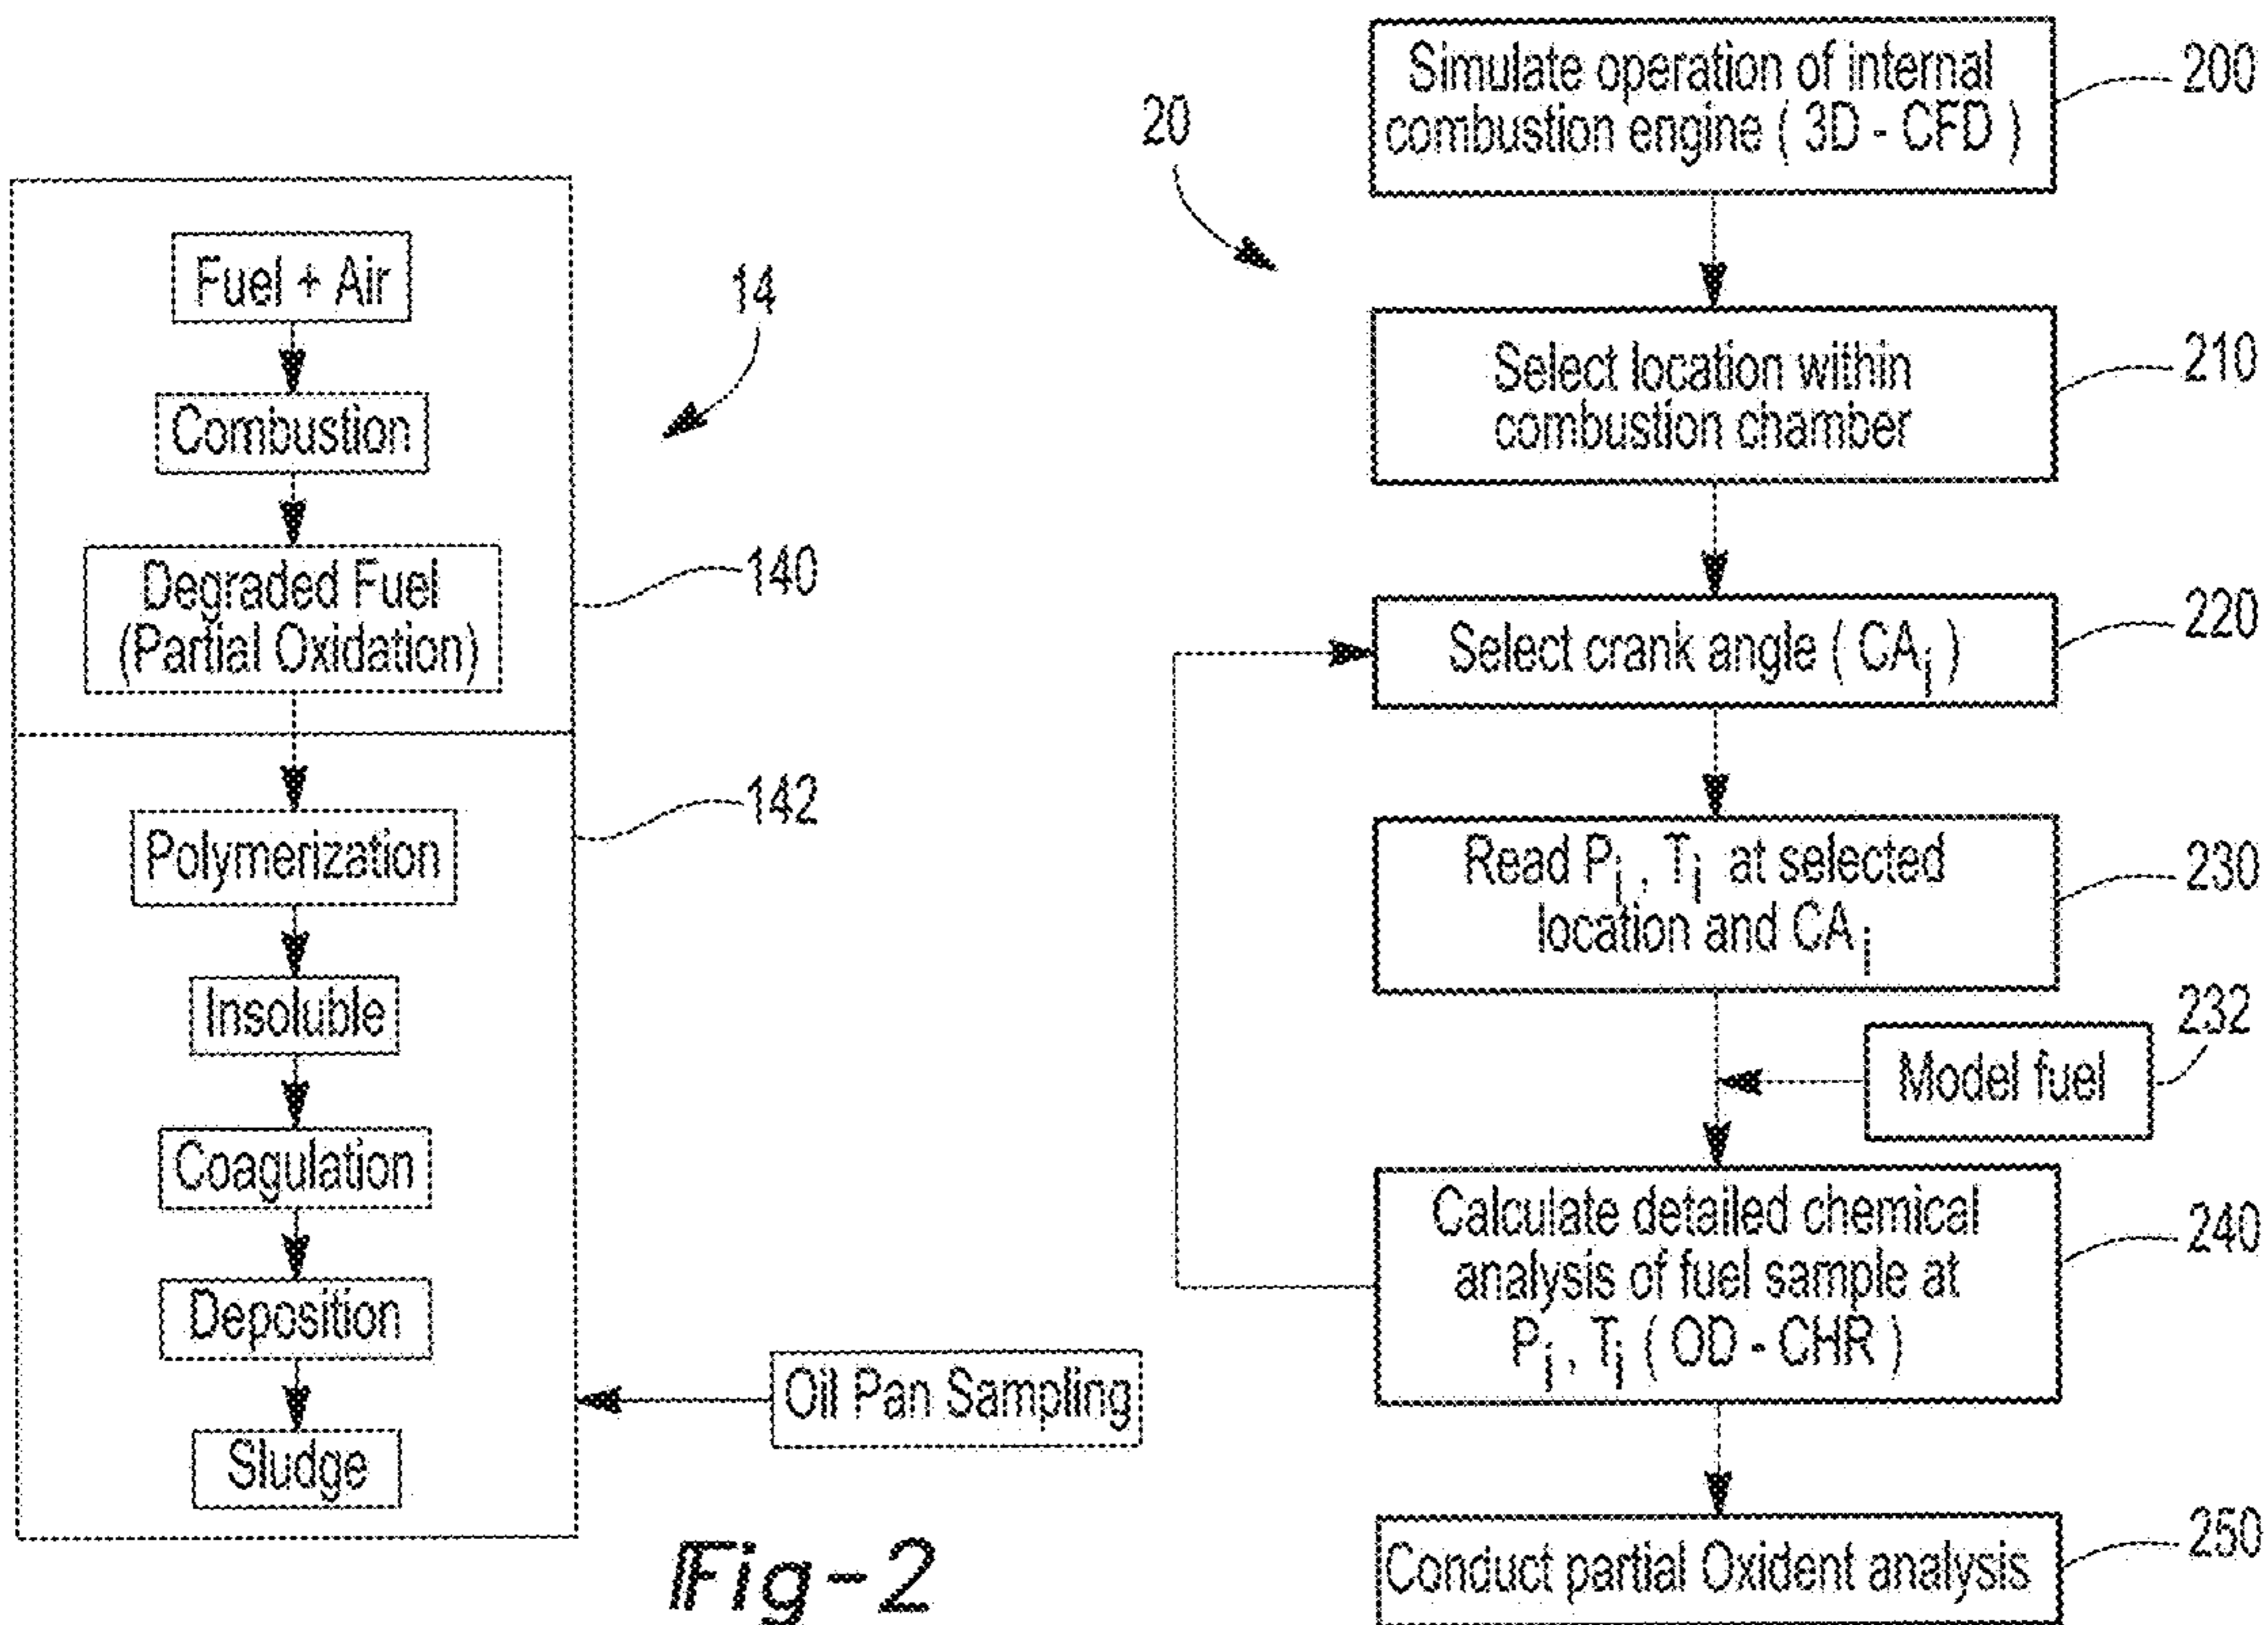 Fuel + Air
Combustion
Degraded Fuel
(Partial Oxidation)
Polymerization
Insoluble
Coagulation
Deposition
Sludge
14
140
142
Oil Pan Sampling
Fig-2
20
Simulate operation of internal
combustion engine ( 3D - CFD )
200
Select location within
combustion chamber
210
Select crank angle ( CAi )
220
Read Pi , Ti at selected
location and CAi
230
Model fuel
232
Calculate detailed chemical
analysis of fuel sample at
Pi , Ti ( OD - CHR )
240
Conduct partial Oxident analysis
250